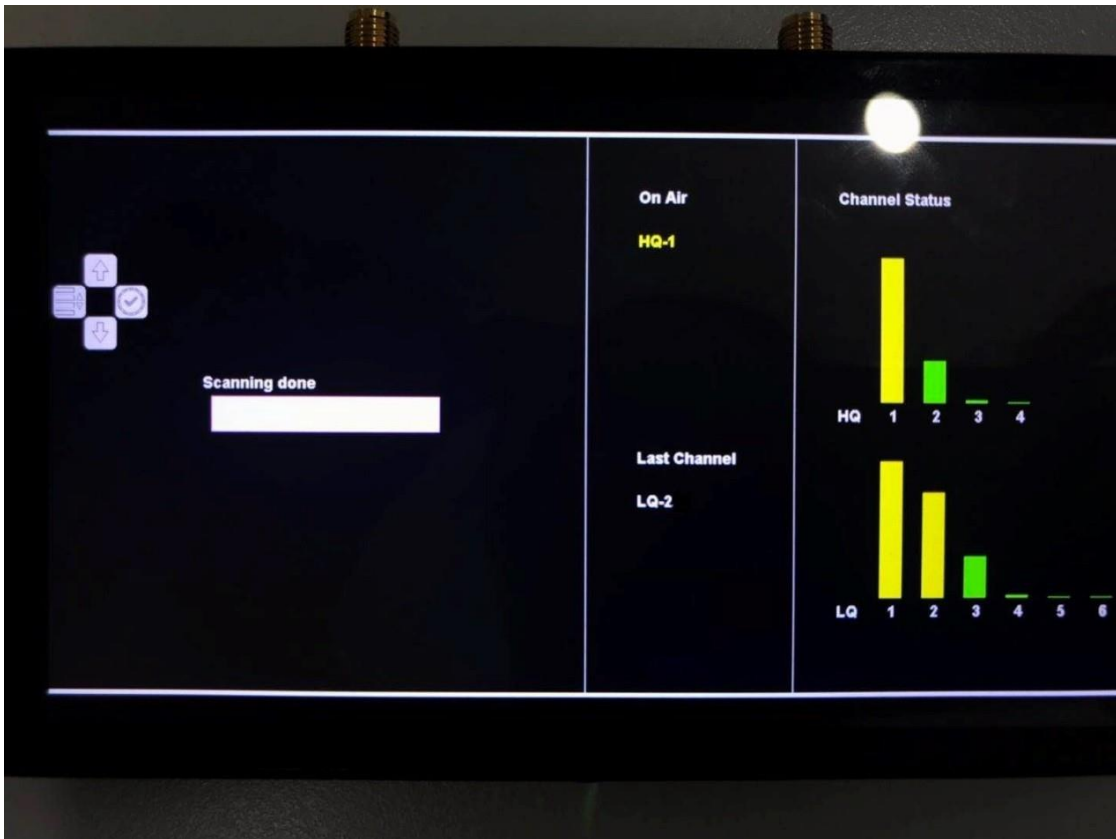 Scanning done
On Air
HQ-1
Last Channel
LQ-2
Channel Status
HQ 1 2 3 4
LQ 1 2 3 4 5 6